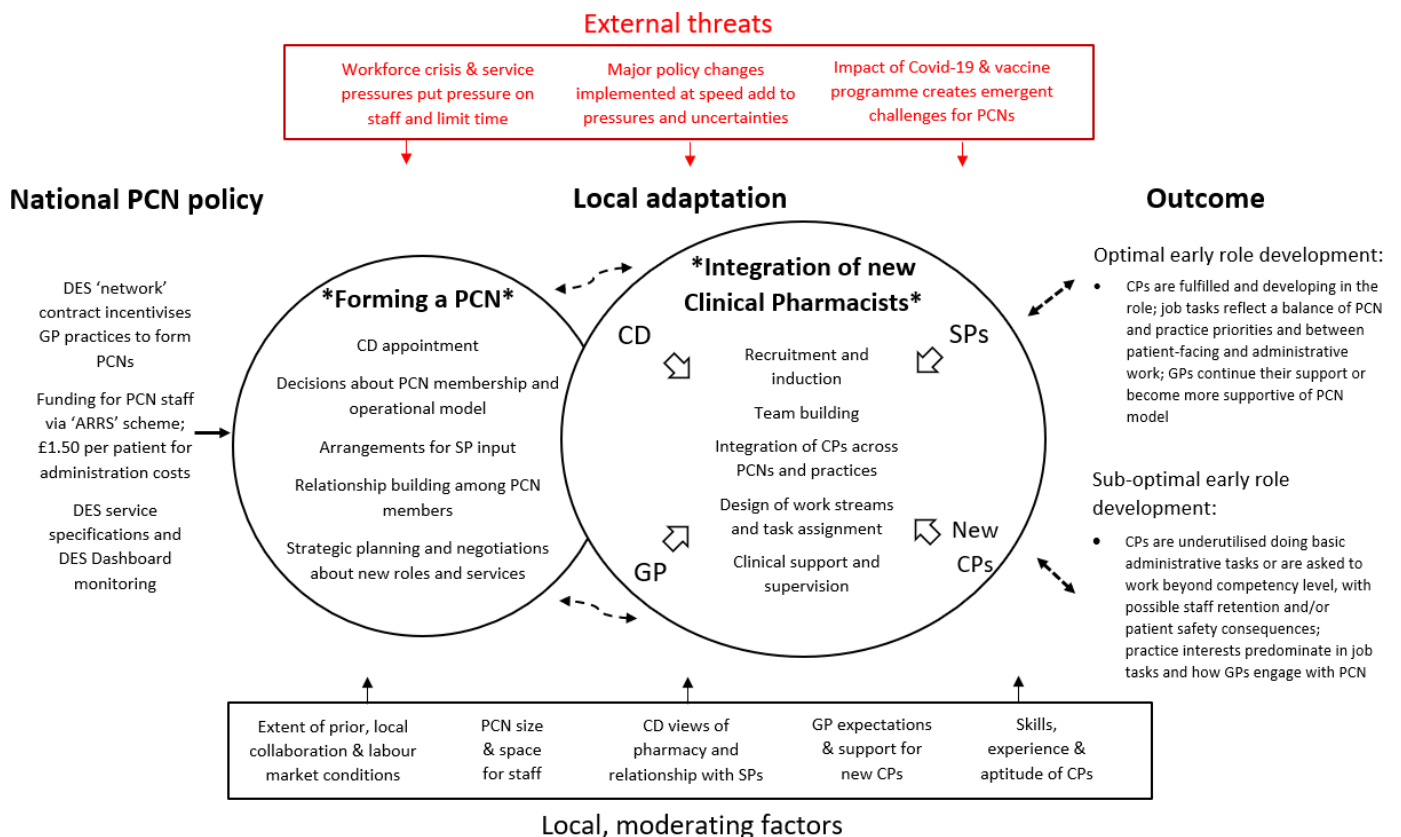 External threats
Workforce crisis & service
pressures put pressure on
staff and limit time
Major policy changes
implemented at speed add to
pressures and uncertainties
Impact of Covid-19 & vaccine
programme creates emergent
challenges for PCNs
National PCN policy
Local adaptation
Outcome
DES ‘network’
contract incentivises
GP practices to form
PCNs
Funding for PCN staff
via ‘ARRS’ scheme;
£1.50 per patient for
administration costs
DES service
specifications and
DES Dashboard
monitoring
*Forming a PCN*
CD appointment
Decisions about PCN membership and
operational model
Arrangements for SP input
Relationship building among PCN
members
Strategic planning and negotiations
about new roles and services
*Integration of new
Clinical Pharmacists*
CD
SPs
Recruitment and
induction
Team building
Integration of CPs across
PCNs and practices
Design of work streams
and task assignment
Clinical support and
supervision
GP
New
CPs
Optimal early role development:
• CPs are fulfilled and developing in the
role; job tasks reflect a balance of PCN
and practice priorities and between
patient-facing and administrative
work; GPs continue their support or
become more supportive of PCN
model
Sub-optimal early role
development:
• CPs are underutilised doing basic
administrative tasks or are asked to
work beyond competency level, with
possible staff retention and/or
patient safety consequences;
practice interests predominate in job
tasks and how GPs engage with PCN
Extent of prior, local
collaboration & labour
market conditions
PCN size
& space
for staff
CD views of
pharmacy and
relationship with SPs
GP expectations
& support for
new CPs
Skills,
experience &
aptitude of CPs
Local, moderating factors